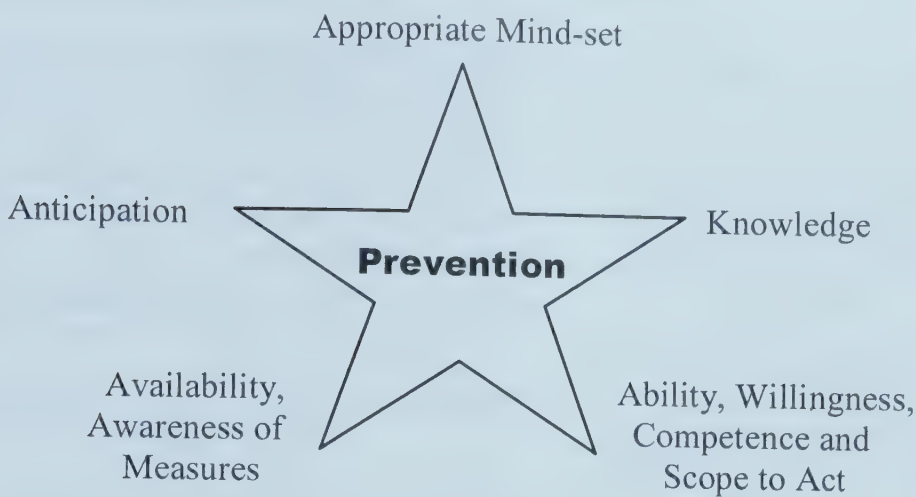 Appropriate Mind-set
Anticipation
Knowledge
Prevention
Availability,
Awareness of
Measures
Ability, Willingness,
Competence and
Scope to Act